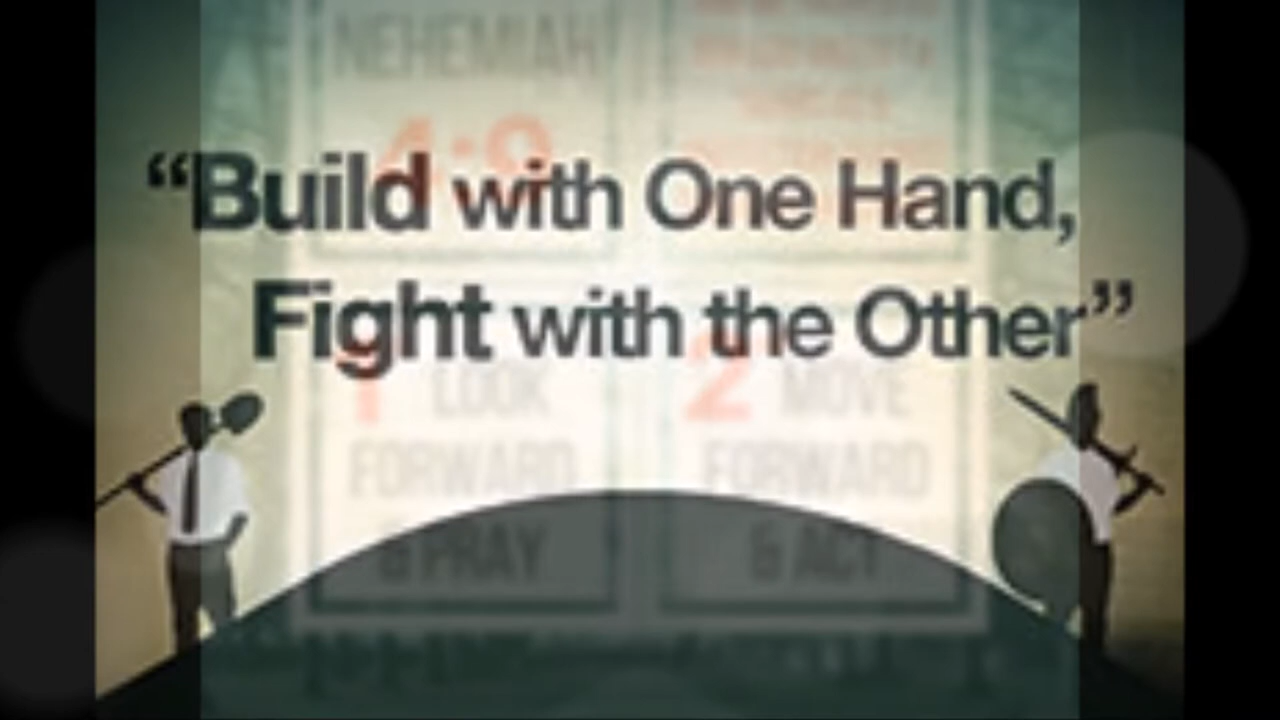 NEHEMIAH
4:9
“Build with One Hand,
Fight with the Other”
1 LOOK
FORWARD
& PRAY
2 MOVE
FORWARD
& ACT